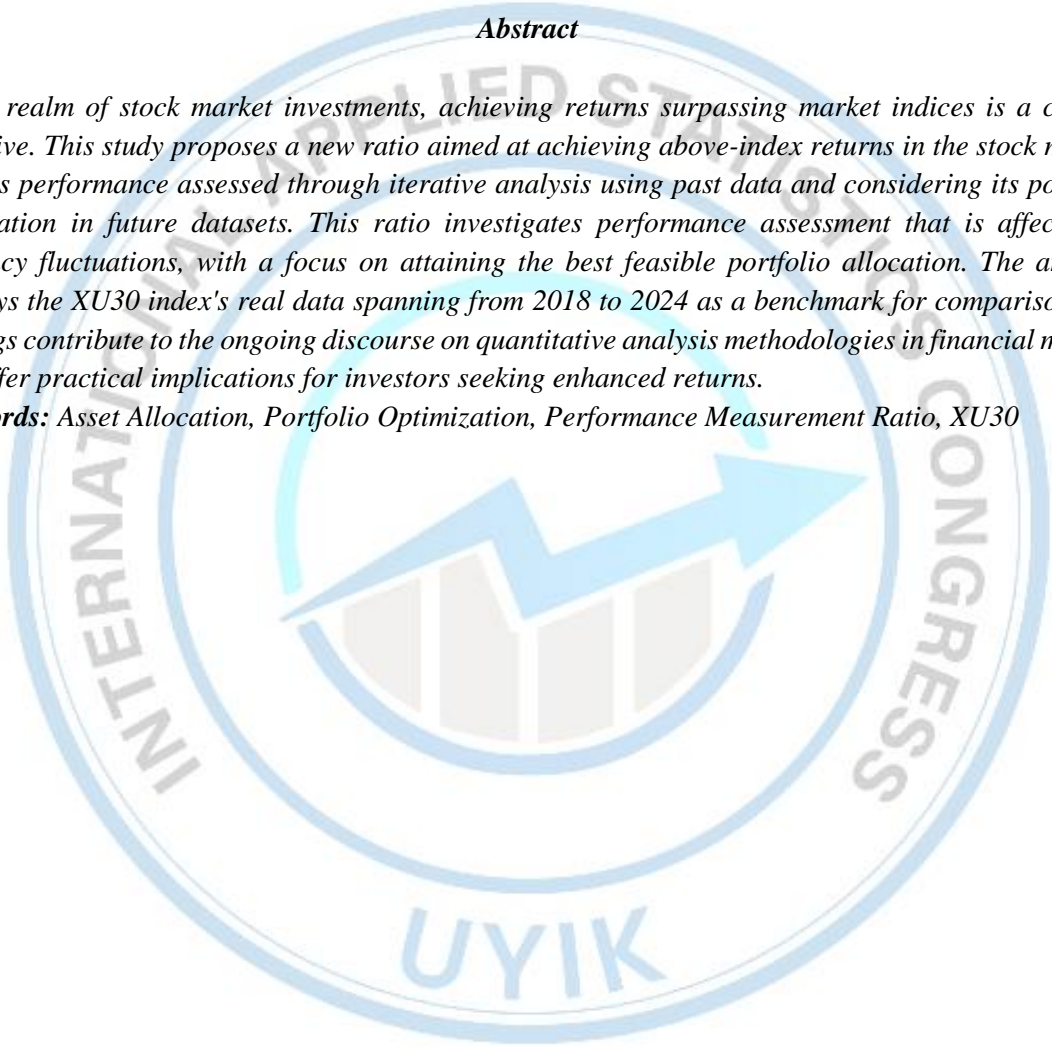 Abstract
realm of stock market investments, achieving returns surpassing market indices is a c
ive. This study proposes a new ratio aimed at achieving above-index returns in the stock
s performance assessed through iterative analysis using past data and considering its po
ation in future datasets. This ratio investigates performance assessment that is affec
cy fluctuations, with a focus on attaining the best feasible portfolio allocation. The a
ys the XU30 index's real data spanning from 2018 to 2024 as a benchmark for compariso
gs contribute to the ongoing discourse on quantitative analysis methodologies in financial m
ffer practical implications for investors seeking enhanced returns.
ords: Asset Allocation, Portfolio Optimization, Performance Measurement Ratio, XU30
INTERNATIONAL APPLIED STATISTICS CONGRESS
UYIK